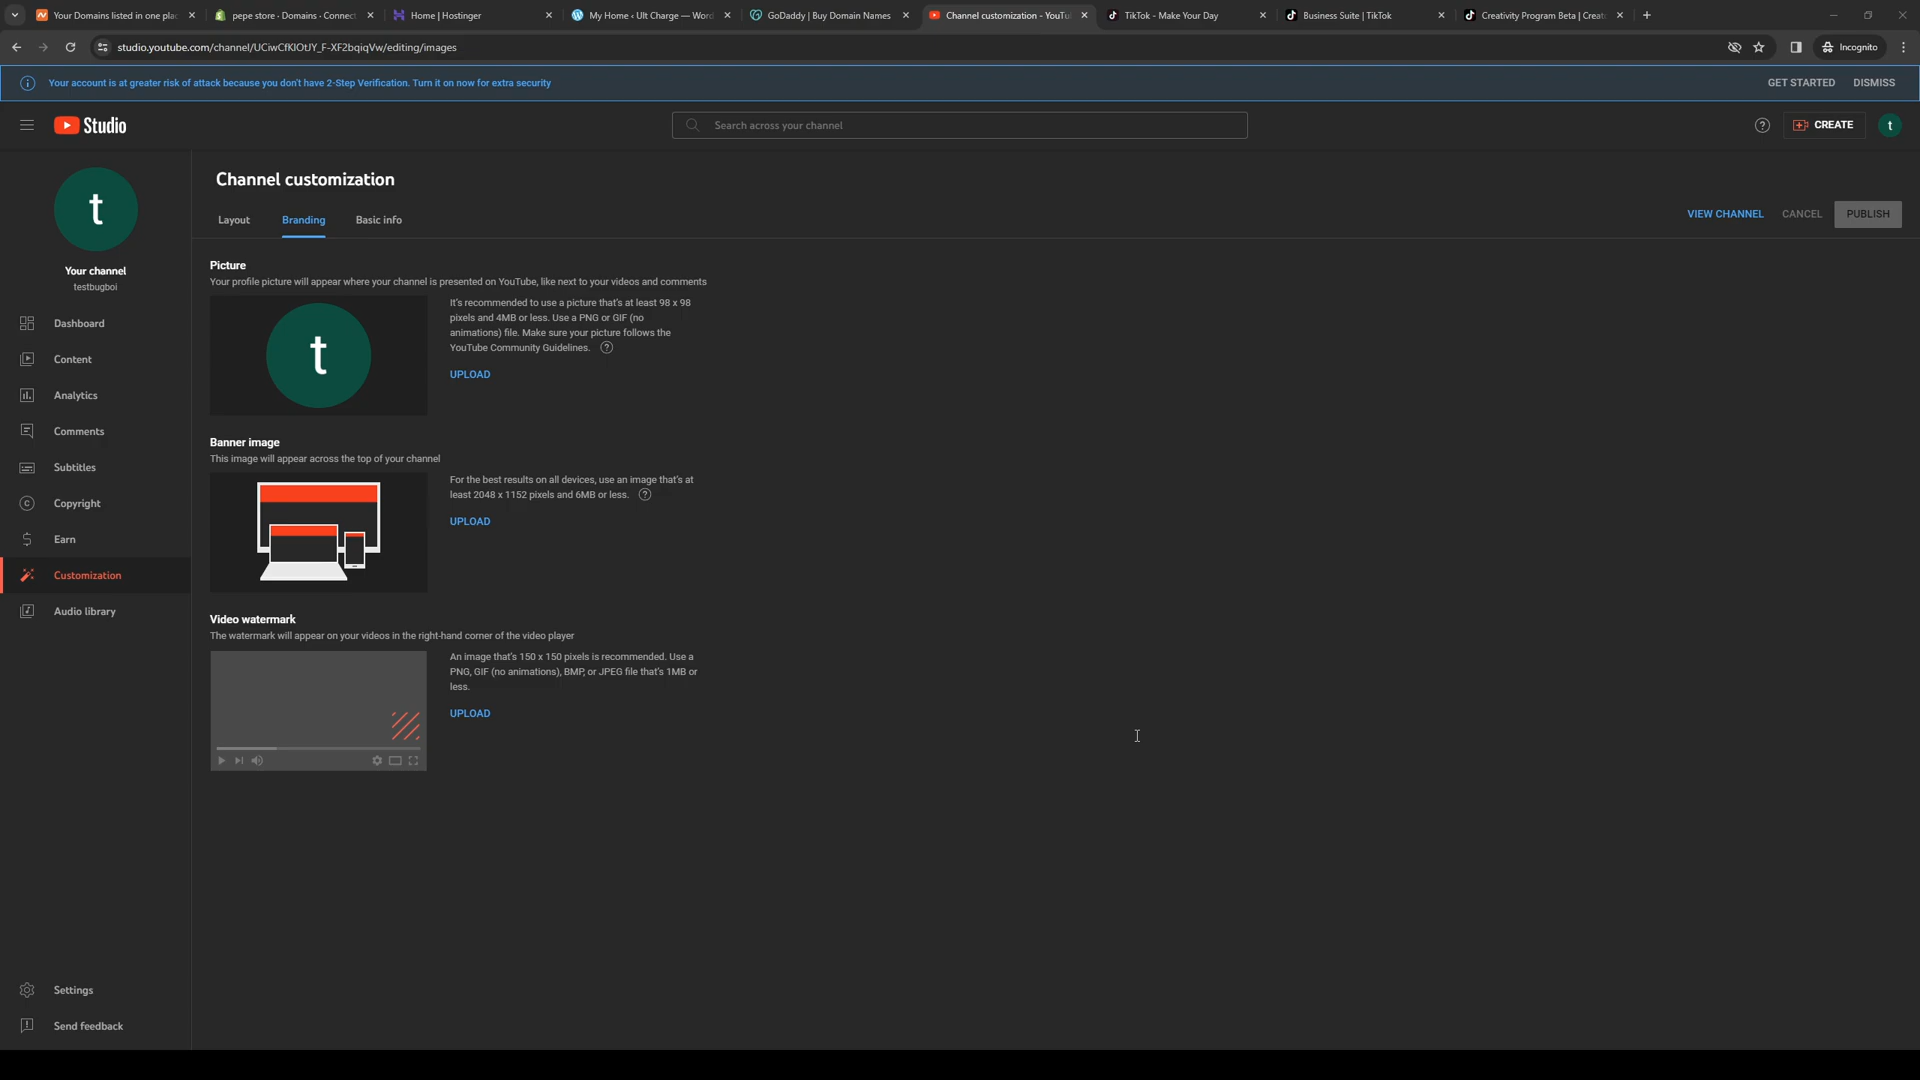 Your Domains listed in one plac
pepe store · Domains · Connect
Home | Hostinger
My Home ‹ Ult Charge — Word
GoDaddy | Buy Domain Names
Channel customization - YouTu
TikTok - Make Your Day
Business Suite | TikTok
Creativity Program Beta | Creato
studio.youtube.com/channel/UCiwCfKlOtJY_F-XF2bqiqVw/editing/images
Incognito
Your account is at greater risk of attack because you don't have 2-Step Verification. Turn it on now for extra security
GET STARTED
DISMISS
Studio
Search across your channel
CREATE
t
t
Your channel
testbugboi
Dashboard
Content
Analytics
Comments
Subtitles
Copyright
Earn
Customization
Audio library
Settings
Send feedback
Channel customization
Layout
Branding
Basic info
VIEW CHANNEL
CANCEL
PUBLISH
Picture
Your profile picture will appear where your channel is presented on YouTube, like next to your videos and comments
t
It's recommended to use a picture that's at least 98 x 98
pixels and 4MB or less. Use a PNG or GIF (no
animations) file. Make sure your picture follows the
YouTube Community Guidelines.
UPLOAD
Banner image
This image will appear across the top of your channel
For the best results on all devices, use an image that's at
least 2048 x 1152 pixels and 6MB or less.
UPLOAD
Video watermark
The watermark will appear on your videos in the right-hand corner of the video player
An image that's 150 x 150 pixels is recommended. Use a
PNG, GIF (no animations), BMP, or JPEG file that's 1MB or
less.
UPLOAD